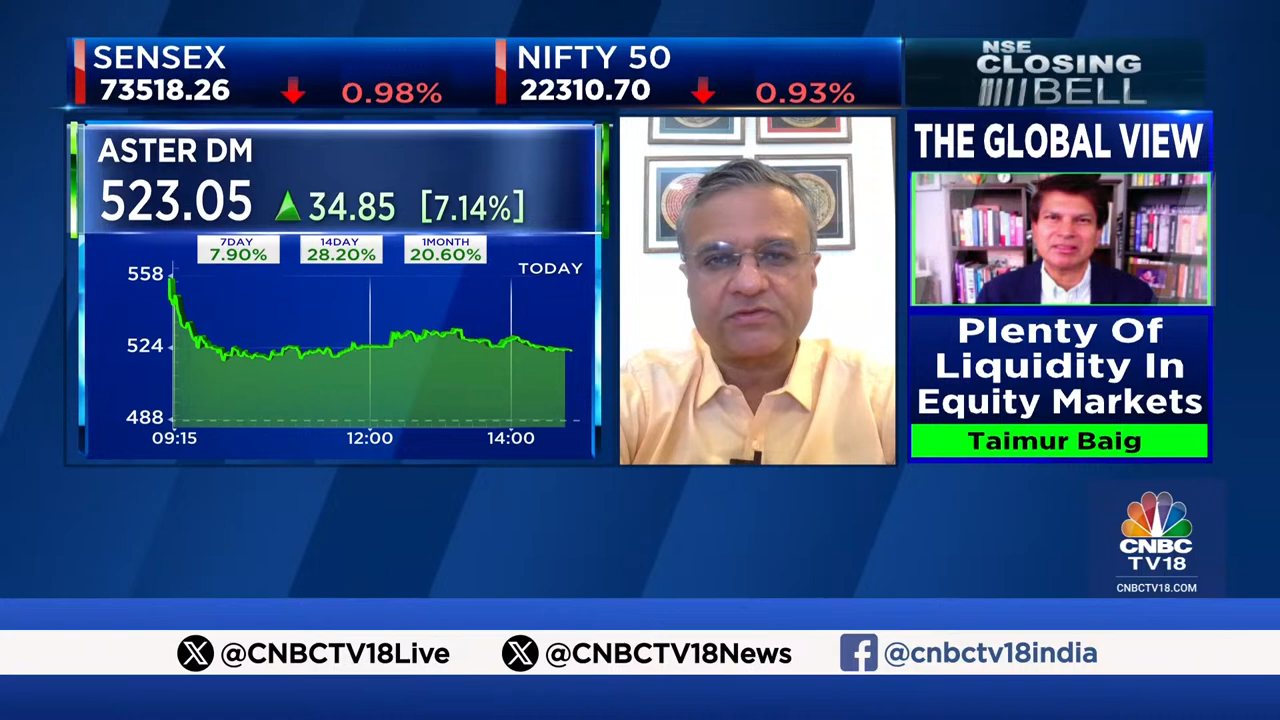 SENSEX
73518.26 0.98%
NIFTY 50
22310.70 0.93%
NSE
CLOSING
BELL
ASTER DM
523.05 34.85 [7.14%]
7DAY
7.90%
14DAY
28.20%
1MONTH
20.60%
TODAY
558
524
488
09:15 12:00 14:00
THE GLOBAL VIEW
Plenty Of
Liquidity In
Equity Markets
Taimur Baig
CNBC
TV18
CNBCTV18.COM
@CNBCTV18Live @CNBCTV18News @cnbctv18india